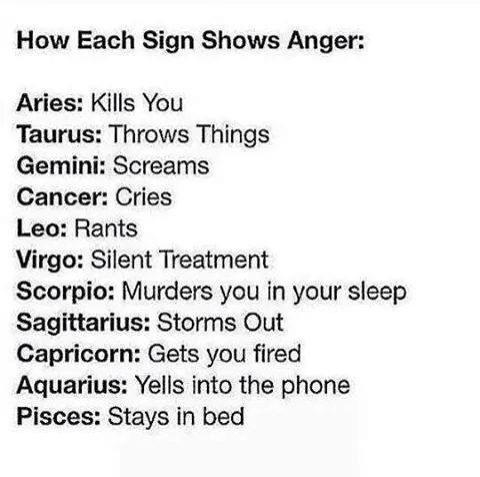 How Each Sign Shows Anger:
Aries: Kills You
Taurus: Throws Things
Gemini: Screams
Cancer: Cries
Leo: Rants
Virgo: Silent Treatment
Scorpio: Murders you in your sleep
Sagittarius: Storms Out
Capricorn: Gets you fired
Aquarius: Yells into the phone
Pisces: Stays in bed